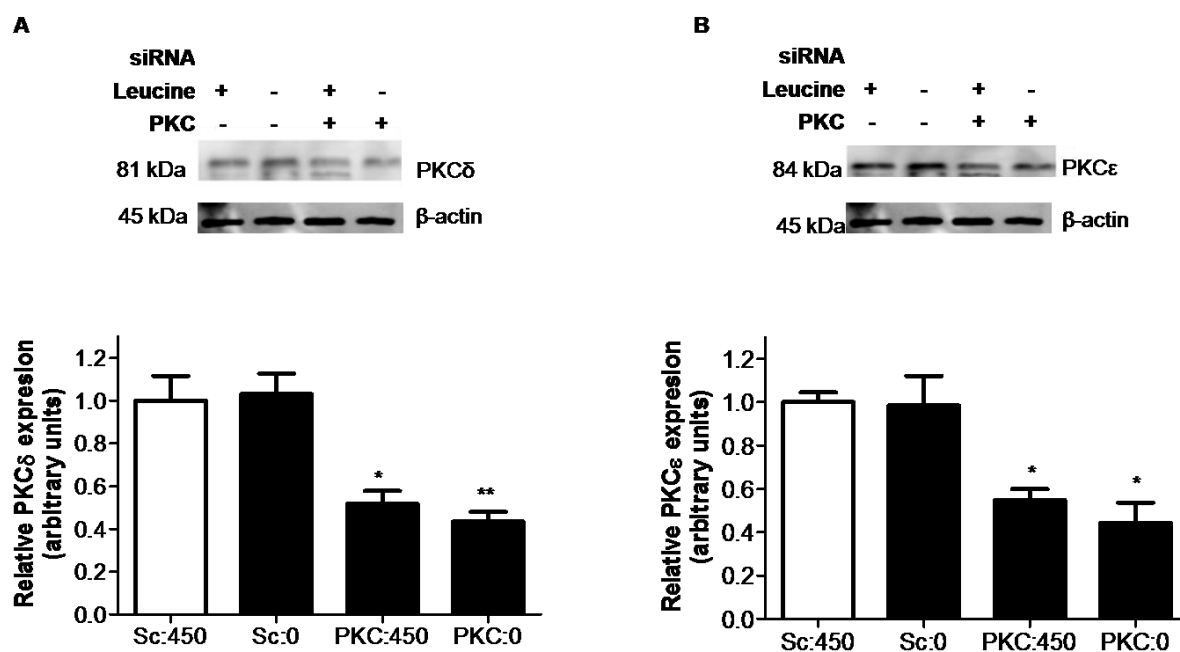 A
siRNA
Leucine + - + -
PKC - - + +
81 kDa PKCδ
45 kDa β-actin
Relative PKCδ expresion
(arbitrary units)
1.2
1.0
0.8
0.6
0.4
0.2
0.0
* **
Sc:450 Sc:0 PKC:450 PKC:0
B
siRNA
Leucine + - + -
PKC - - + +
84 kDa PKCε
45 kDa β-actin
Relative PKCε expresion
(arbitrary units)
1.2
1.0
0.8
0.6
0.4
0.2
0.0
* *
Sc:450 Sc:0 PKC:450 PKC:0